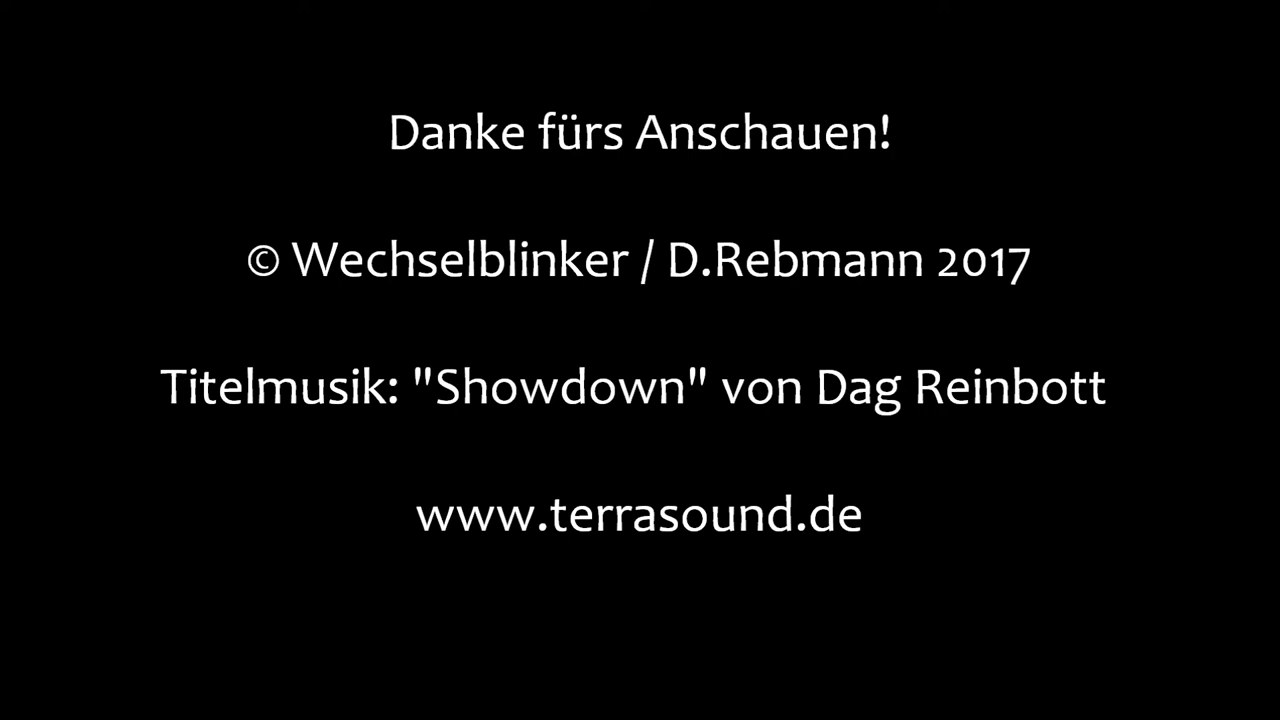 Danke fürs Anschauen!
© Wechselblinker / D.Rebmann 2017
Titelmusik: "Showdown" von Dag Reinbott
www.terrasound.de